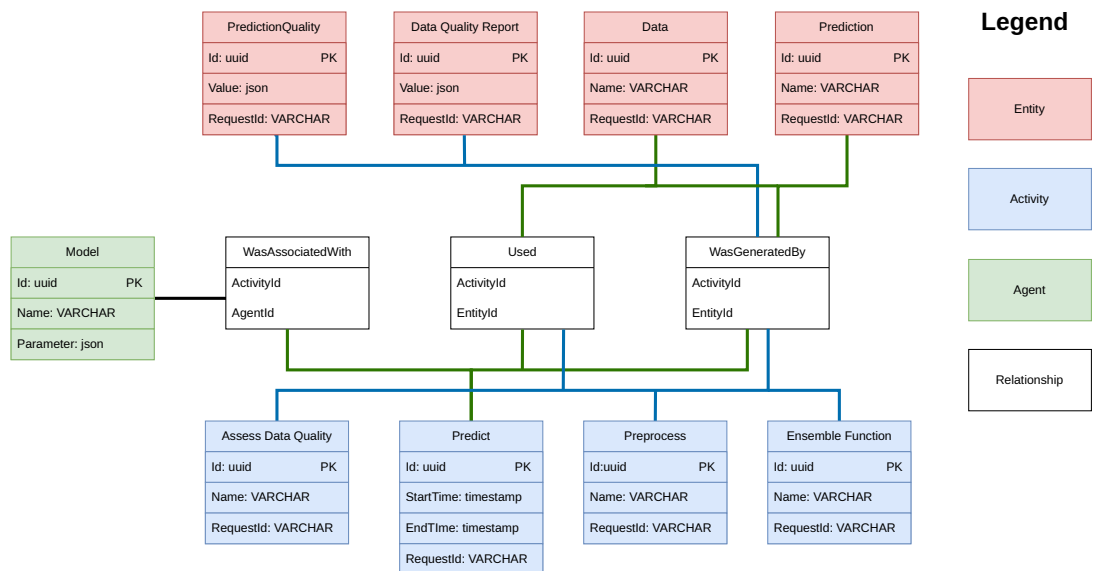 PredictionQuality
Id: uuid PK
Value: json
RequestId: VARCHAR
Data Quality Report
Id: uuid PK
Value: json
RequestId: VARCHAR
Data
Id: uuid PK
Name: VARCHAR
RequestId: VARCHAR
Prediction
Id: uuid PK
Name: VARCHAR
RequestId: VARCHAR
Legend
Entity
Activity
Agent
Relationship
Model
Id: uuid PK
Name: VARCHAR
Parameter: json
WasAssociatedWith
ActivityId
AgentId
Used
ActivityId
EntityId
WasGeneratedBy
ActivityId
EntityId
Assess Data Quality
Id: uuid PK
Name: VARCHAR
RequestId: VARCHAR
Predict
Id: uuid PK
StartTime: timestamp
EndTIme: timestamp
RequestId: VARCHAR
Preprocess
Id:uuid PK
Name: VARCHAR
RequestId: VARCHAR
Ensemble Function
Id: uuid PK
Name: VARCHAR
RequestId: VARCHAR